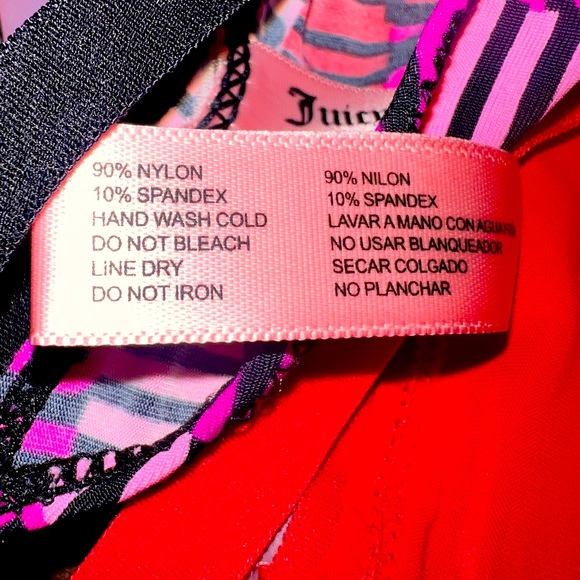 Juicy
90% NYLON
10% SPANDEX
HAND WASH COLD
DO NOT BLEACH
LiNE DRY
DO NOT IRON
90% NILON
10% SPANDEX
LAVAR A MANO CON AGUA
NO USAR BLANQUEADOR
SECAR COLGADO
NO PLANCHAR